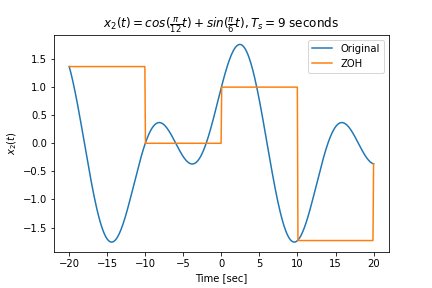 x₂(t) = cos(π/12 t) + sin(π/6 t), Tₛ = 9 seconds
Original
ZOH
x₂(t)
1.5
1.0
0.5
0.0
−0.5
−1.0
−1.5
−20 −15 −10 −5 0 5 10 15 20
Time [sec]